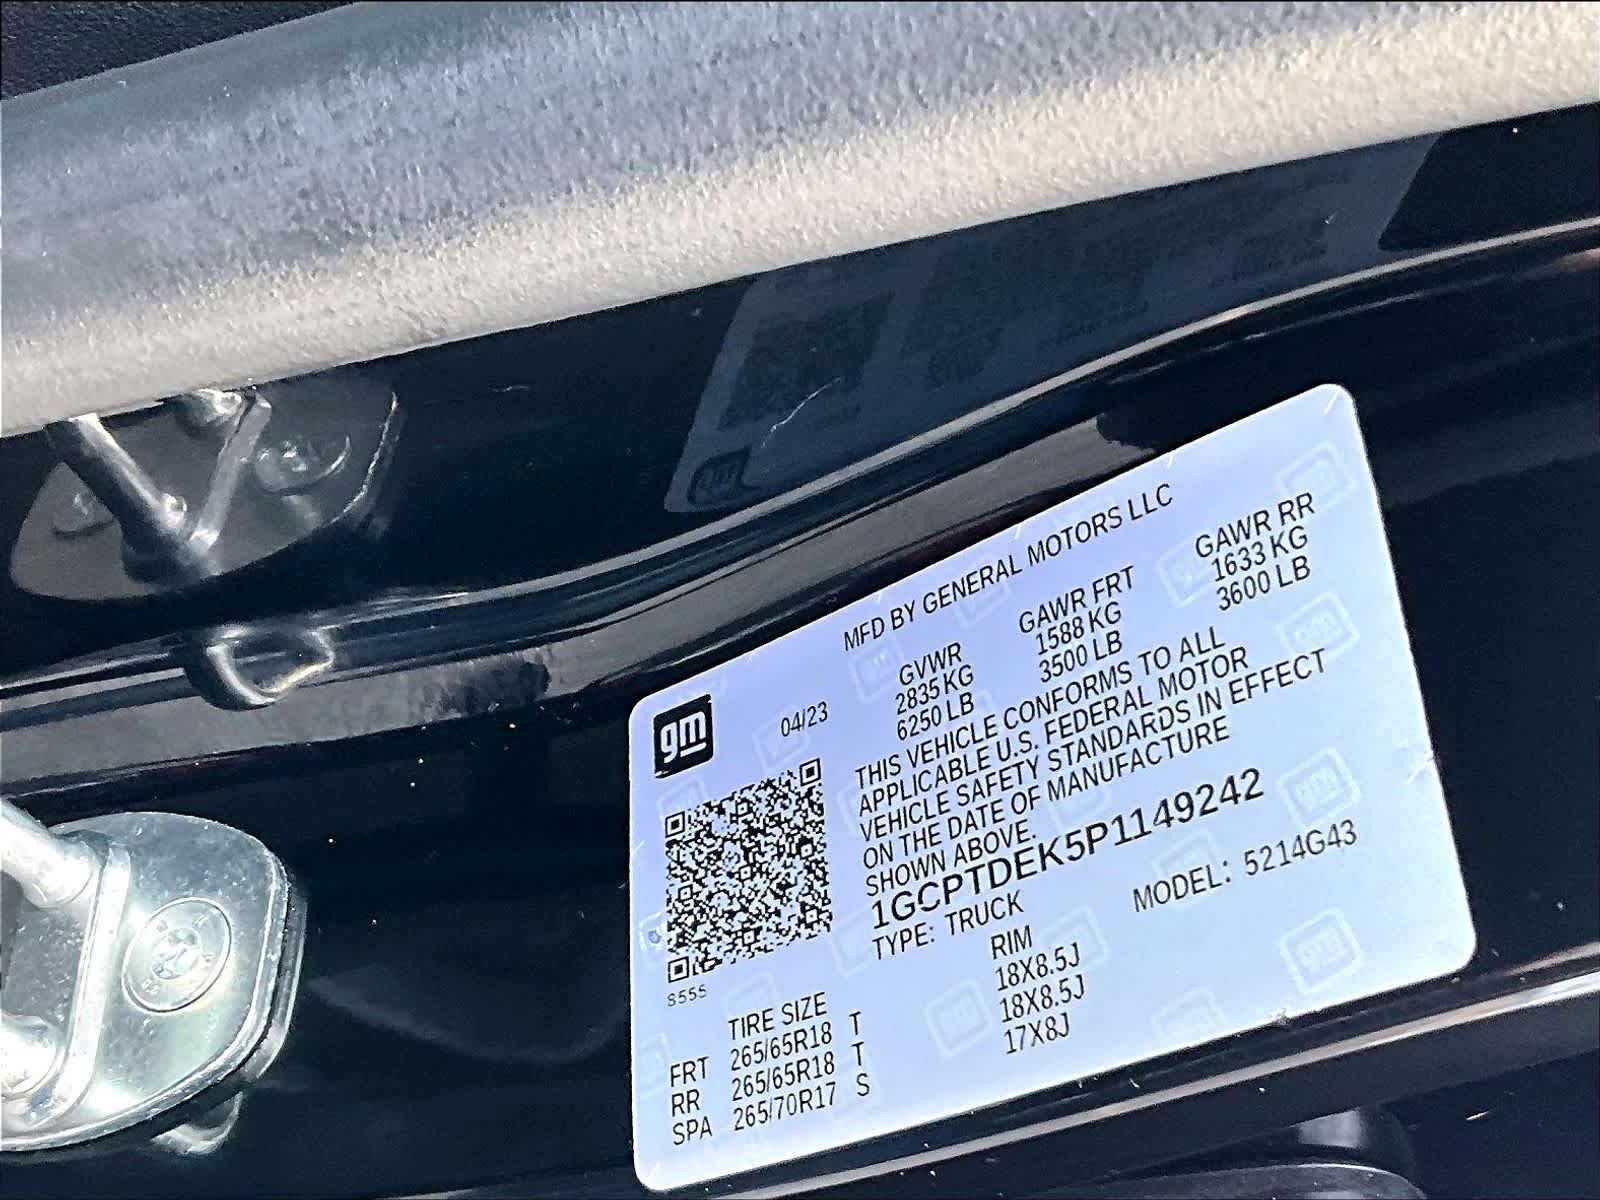 MFD BY GENERAL MOTORS LLC
gm
04/23
GVWR GAWR FRT GAWR RR
2835 KG 1588 KG 1633 KG
6250 LB 3500 LB 3600 LB
THIS VEHICLE CONFORMS TO ALL
APPLICABLE U.S. FEDERAL MOTOR
VEHICLE SAFETY STANDARDS IN EFFECT
ON THE DATE OF MANUFACTURE
SHOWN ABOVE.
1GCPTDEK5P1149242
TYPE: TRUCK MODEL: 5214G43
8555
TIRE SIZE RIM
FRT 265/65R18 T 18X8.5J
RR 265/65R18 T 18X8.5J
SPA 265/70R17 S 17X8J